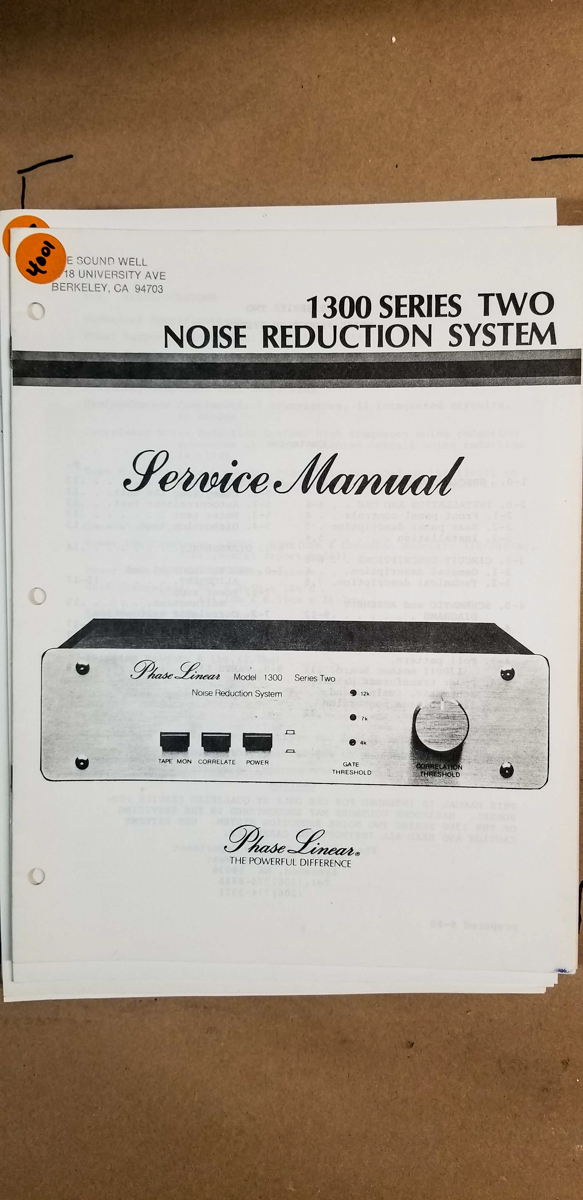 4001
E SOUND WELL
18 UNIVERSITY AVE
BERKELEY, CA 94703
1300 SERIES TWO
NOISE REDUCTION SYSTEM
Service Manual
Phase Linear Model 1300 Series Two
Noise Reduction System
12k
7k
4k
TAPE MON CORRELATE POWER
GATE
THRESHOLD
CORRELATION
THRESHOLD
Phase Linear®
THE POWERFUL DIFFERENCE